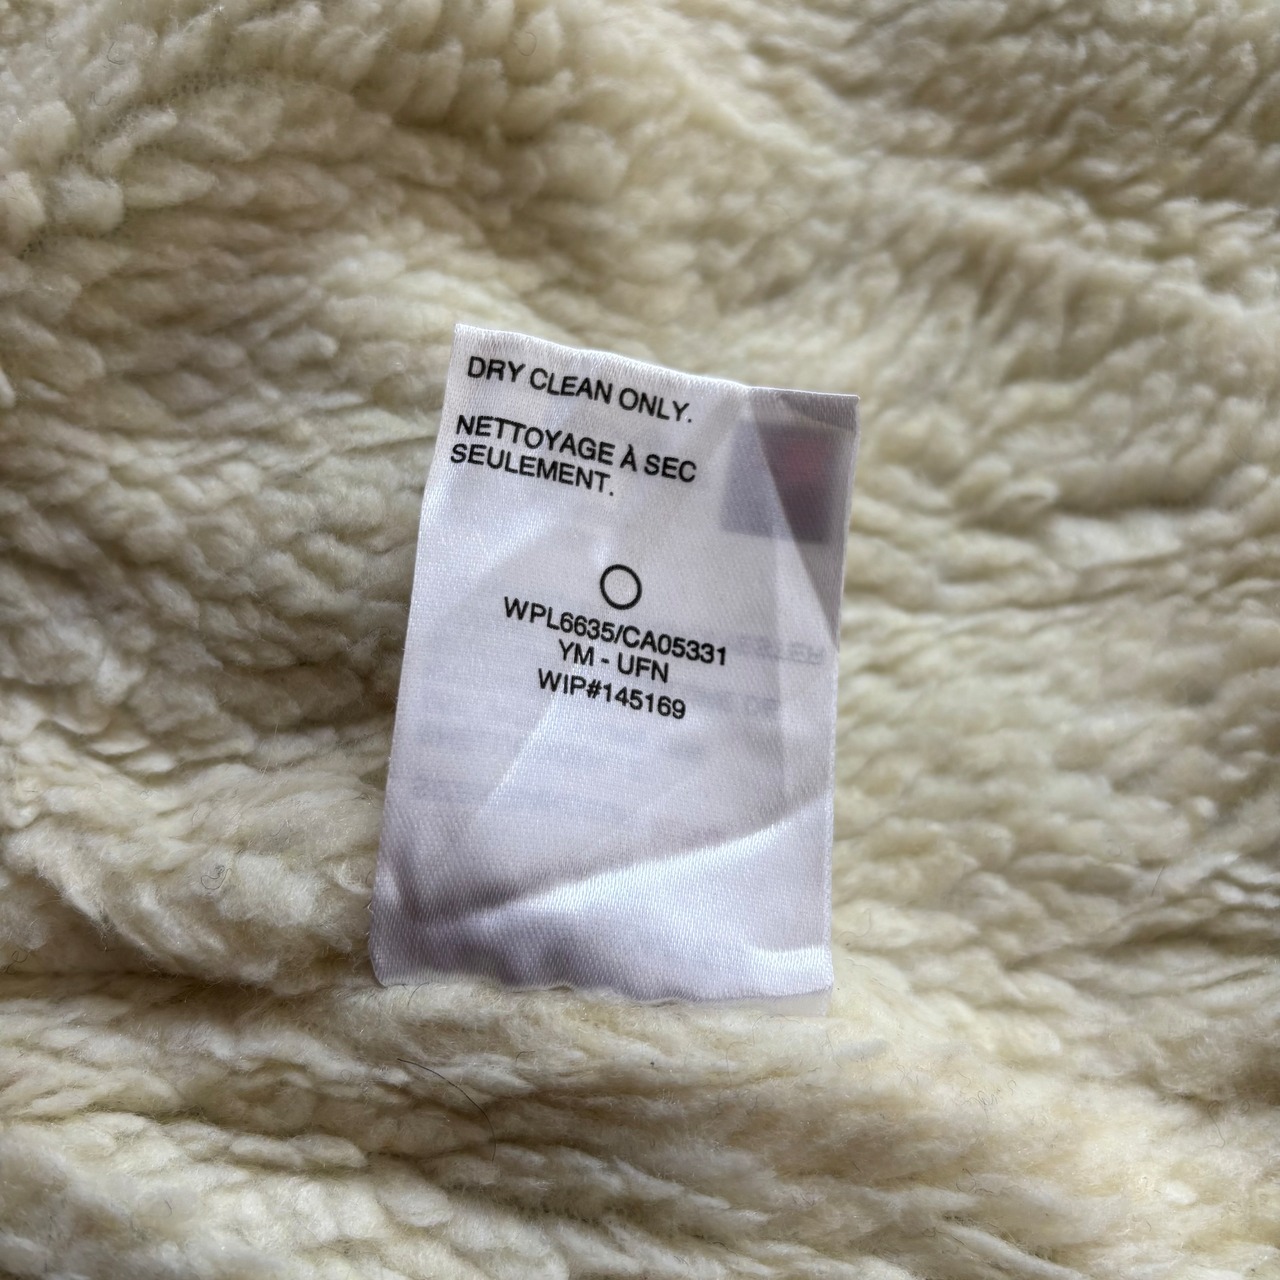 DRY CLEAN ONLY.
NETTOYAGE À SEC
SEULEMENT.
WPL6635/CA05331
YM - UFN
WIP#145169